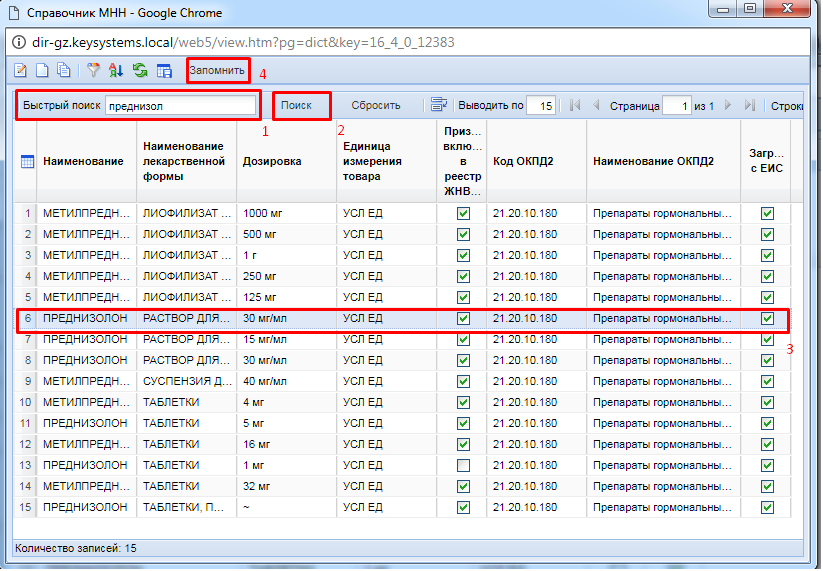 Справочник МНН - Google Chrome
dir-gz.keysystems.local/web5/view.htm?pg=dict&key=16_4_0_12383
Запомнить 4
Быстрый поиск преднизол Поиск Сбросить Выводить по 15 Страница 1 из 1 Строки
1 2 
Наименование Наименование лекарственной формы Дозировка Единица измерения товара Приз... вклю... в реестр ЖНВ... Код ОКПД2 Наименование ОКПД2 Загр... с ЕИС
1 МЕТИЛПРЕДН... ЛИОФИЛИЗАТ ... 1000 мг УСЛ ЕД 21.20.10.180 Препараты гормональны...
2 МЕТИЛПРЕДН... ЛИОФИЛИЗАТ ... 500 мг УСЛ ЕД 21.20.10.180 Препараты гормональны...
3 МЕТИЛПРЕДН... ЛИОФИЛИЗАТ ... 1 г УСЛ ЕД 21.20.10.180 Препараты гормональны...
4 МЕТИЛПРЕДН... ЛИОФИЛИЗАТ ... 250 мг УСЛ ЕД 21.20.10.180 Препараты гормональны...
5 МЕТИЛПРЕДН... ЛИОФИЛИЗАТ ... 125 мг УСЛ ЕД 21.20.10.180 Препараты гормональны...
6 ПРЕДНИЗОЛОН РАСТВОР ДЛЯ... 30 мг/мл УСЛ ЕД 21.20.10.180 Препараты гормональны...
3
7 ПРЕДНИЗОЛОН РАСТВОР ДЛЯ... 15 мг/мл УСЛ ЕД 21.20.10.180 Препараты гормональны...
8 ПРЕДНИЗОЛОН РАСТВОР ДЛЯ... 30 мг/мл УСЛ ЕД 21.20.10.180 Препараты гормональны...
9 МЕТИЛПРЕДН... СУСПЕНЗИЯ Д... 40 мг/мл УСЛ ЕД 21.20.10.180 Препараты гормональны...
10 МЕТИЛПРЕДН... ТАБЛЕТКИ 4 мг УСЛ ЕД 21.20.10.180 Препараты гормональны...
11 ПРЕДНИЗОЛОН ТАБЛЕТКИ 5 мг УСЛ ЕД 21.20.10.180 Препараты гормональны...
12 МЕТИЛПРЕДН... ТАБЛЕТКИ 16 мг УСЛ ЕД 21.20.10.180 Препараты гормональны...
13 ПРЕДНИЗОЛОН ТАБЛЕТКИ 1 мг УСЛ ЕД 21.20.10.180 Препараты гормональны...
14 МЕТИЛПРЕДН... ТАБЛЕТКИ 32 мг УСЛ ЕД 21.20.10.180 Препараты гормональны...
15 ПРЕДНИЗОЛОН ТАБЛЕТКИ, П... ~ УСЛ ЕД 21.20.10.180 Препараты гормональны...
Количество записей: 15